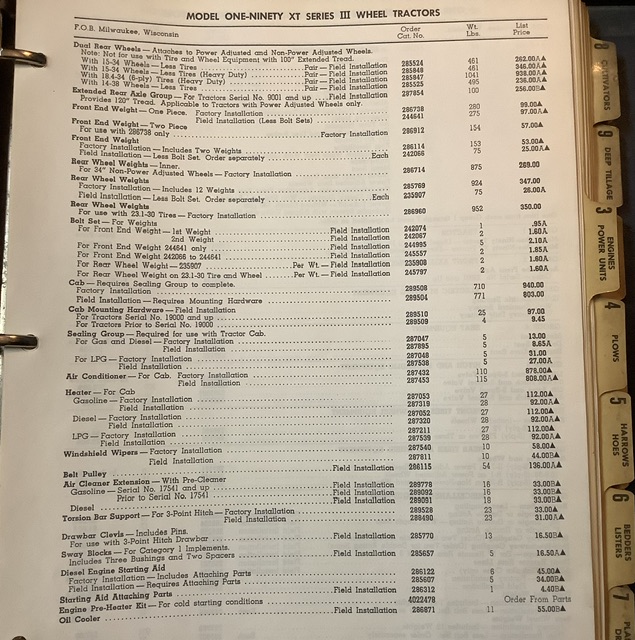 MODEL ONE-NINETY XT SERIES III WHEEL TRACTORS
F.O.B. Milwaukee, Wisconsin Order Cat. No. Wt. Lbs. List Price
Dual Rear Wheels — Attaches to Power Adjusted and Non-Power Adjusted Wheels.
Note: Not for use with Tire and Wheel Equipment with 100" Extended Tread.
With 15-34 Wheels — Less Tires Pair — Field Installation 285524 461 262.00A▲
With 15-34 Wheels — Less Tires (Heavy Duty) Pair — Field Installation 285848 461 346.00A▲
With 18.4-34 (6-ply) Tires (Heavy Duty) Pair — Field Installation 285847 1041 938.00A▲
With 14-38 Wheels — Less Tires Pair — Field Installation 285525 495 256.00A▲
Extended Rear Axle Group — For Tractors Serial No. 9001 and up Field Installation 287854 100 256.00B▲
Provides 120" Tread. Applicable to Tractors with Power Adjusted Wheels only.
Front End Weight — One Piece. Factory Installation 286738 280 99.00▲
Field Installation (Less Bolt Sets) 244641 275 97.00A▲
Front End Weight — Two Piece
For use with 286738 only Factory Installation 286912 154 57.00▲
Front End Weight
Factory Installation — Includes Two Weights 286114 153 53.00▲
Field Installation — Less Bolt Set. Order separately Each 242066 75 25.00A▲
Rear Wheel Weights — Inner.
For 34" Non-Power Adjusted Wheels — Factory Installation 286714 875 269.00
Rear Wheel Weights
Factory Installation — Includes 12 Weights 285769 924 347.00
Field Installation — Less Bolt Set. Order separately Each 235907 75 26.00A
Rear Wheel Weights
For use with 23.1-30 Tires — Factory Installation 286960 952 350.00
Bolt Set — For Weights
For Front End Weight — 1st Weight Field Installation 242074 1 .95A
2nd Weight Field Installation 242067 2 1.60A
For Front End Weight 244641 only Field Installation 244995 5 2.10A
For Front End Weight 242066 to 244641 Field Installation 245557 2 1.85A
For Rear Wheel Weight — 235907 Per Wt. — Field Installation 235908 2 1.60A
For Rear Wheel Weight on 23.1-30 Tire and Wheel Per Wt. — Field Installation 245797 2 1.60A
Cab — Requires Sealing Group to complete.
Factory Installation 289508 710 940.00
Field Installation — Requires Mounting Hardware 289504 771 803.00
Cab Mounting Hardware — Field Installation
For Tractors Serial No. 19000 and up 289510 25 97.00
For Tractors Prior to Serial No. 19000 289509 4 9.45
Sealing Group — Required for use with Tractor Cab.
For Gas and Diesel — Factory Installation 287047 5 13.00
Field Installation 287895 5 8.65A
For LPG — Factory Installation 287048 5 31.00
Field Installation 287538 5 27.00A
Air Conditioner — For Cab. Factory Installation 287432 110 878.00▲
Field Installation 287453 115 808.00A▲
Heater — For Cab
Gasoline — Factory Installation 287053 27 112.00▲
Field Installation 287319 28 92.00A▲
Diesel — Factory Installation 287052 27 112.00▲
Field Installation 287320 28 92.00A▲
LPG — Factory Installation 287211 27 112.00▲
Field Installation 287539 28 92.00A▲
Windshield Wipers — Factory Installation 287540 10 58.00▲
Field Installation 287811 10 44.00B▲
Belt Pulley Field Installation 286115 54 136.00A▲
Air Cleaner Extension — With Pre-Cleaner
Gasoline — Serial No. 17541 and up Field Installation 289778 16 33.00B▲
Prior to Serial No. 17541 Field Installation 289092 16 33.00B▲
Diesel Field Installation 289091 18 33.00B▲
Torsion Bar Support — For 3-Point Hitch — Factory Installation 289528 23 33.00▲
Field Installation 288490 23 31.00A▲
Drawbar Clevis — Includes Pins.
For use with 3-Point Hitch Drawbar Field Installation 285770 13 16.50B▲
Sway Blocks — For Category 1 Implements.
Includes Three Bushings and Two Spacers Field Installation 285657 5 16.50A▲
Diesel Engine Starting Aid
Factory Installation — Includes Attaching Parts 286122 6 45.00▲
Field Installation — Requires Attaching Parts 285607 5 34.00B▲
Starting Aid Attaching Parts Field Installation 286312 1 4.40B▲
Engine Pre-Heater Kit — For cold starting conditions 4022478 Order From Parts
Oil Cooler Field Installation 286871 11 55.00B▲
8 CULTIVATORS
9 DEEP TILLAGE
3 ENGINES POWER UNITS
4 PLOWS
5 HARROWS HOES
6 BEDDERS LISTERS
7